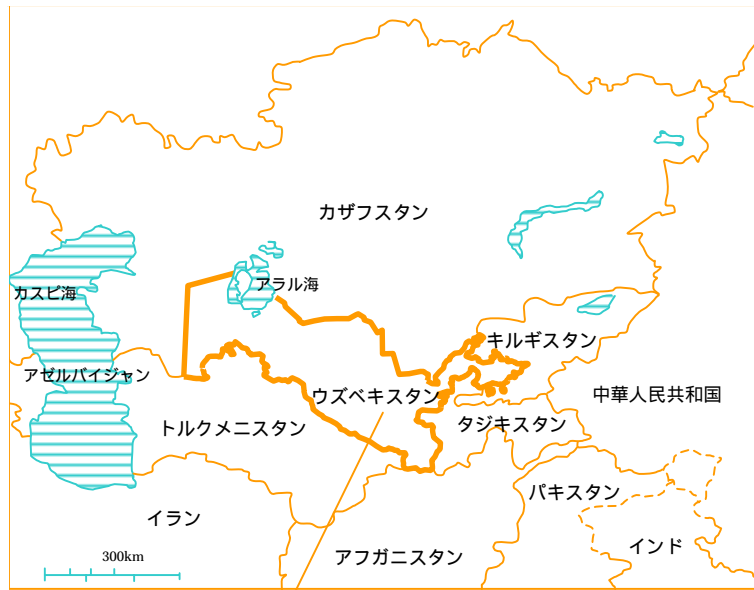 カザフスタン
アラル海
カスピ海
キルギスタン
アゼルバイジャン
ウズベキスタン
中華人民共和国
トルクメニスタン
タジキスタン
パキスタン
イラン
インド
アフガニスタン
300km